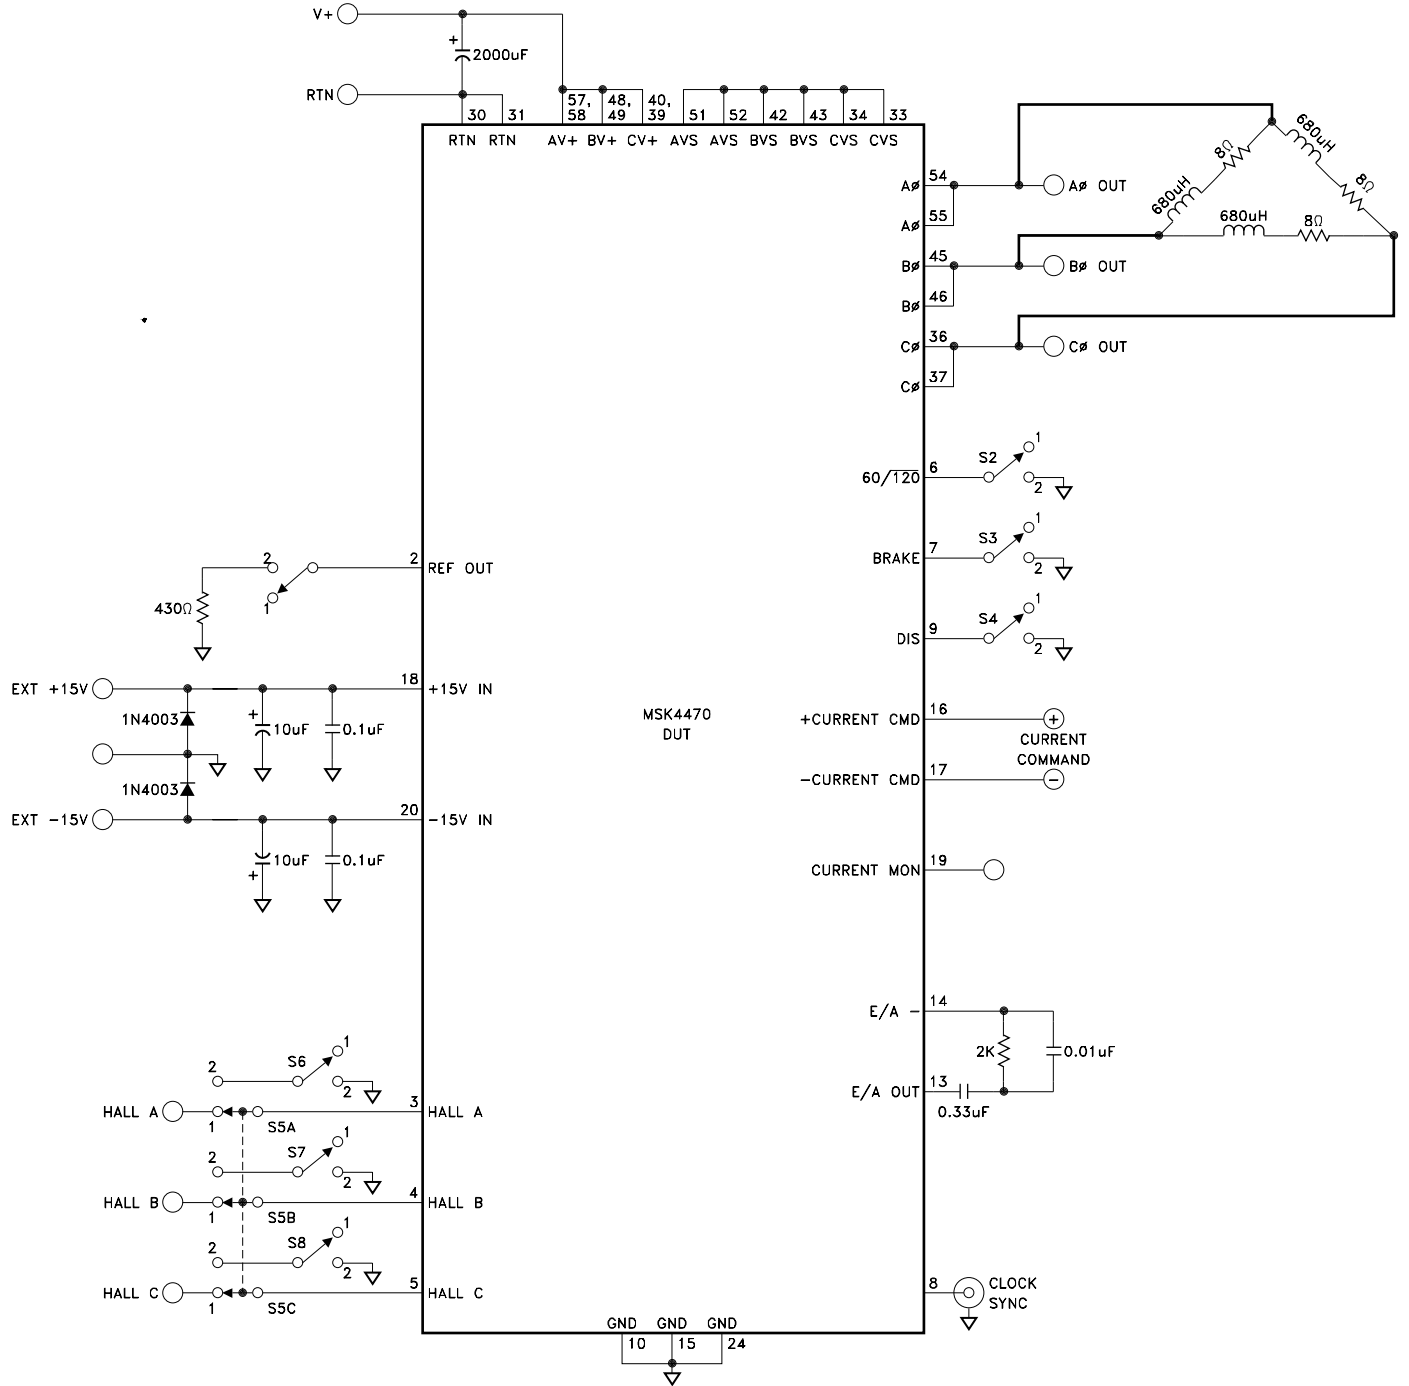 V+
+
2000uF
RTN
30 31 57, 58 48, 49 40, 39 51 52 42 43 34 33
RTN RTN AV+ BV+ CV+ AVS AVS BVS BVS CVS CVS
680uH
8Ω
8Ω
680uH
680uH 8Ω
AØ 54 AØ OUT
AØ 55
BØ 45 BØ OUT
BØ 46
CØ 36 CØ OUT
CØ 37
60/120 6 S2 1 2
BRAKE 7 S3 1 2
DIS 9 S4 1 2
2 1
2 REF OUT
430Ω
EXT +15V 18 +15V IN
1N4003 + 10uF 0.1uF
1N4003
EXT -15V 20 -15V IN
10uF 0.1uF
+
MSK4470
DUT
+CURRENT CMD 16 +
CURRENT
COMMAND
-CURRENT CMD 17 −
CURRENT MON 19
E/A - 14
2K 0.01uF
E/A OUT 13
0.33uF
2 S6 1 2
HALL A 1 S5A 3 HALL A
2 S7 1 2
HALL B 1 S5B 4 HALL B
2 S8 1 2
HALL C 1 S5C 5 HALL C
8 CLOCK
SYNC
GND GND GND
10 15 24